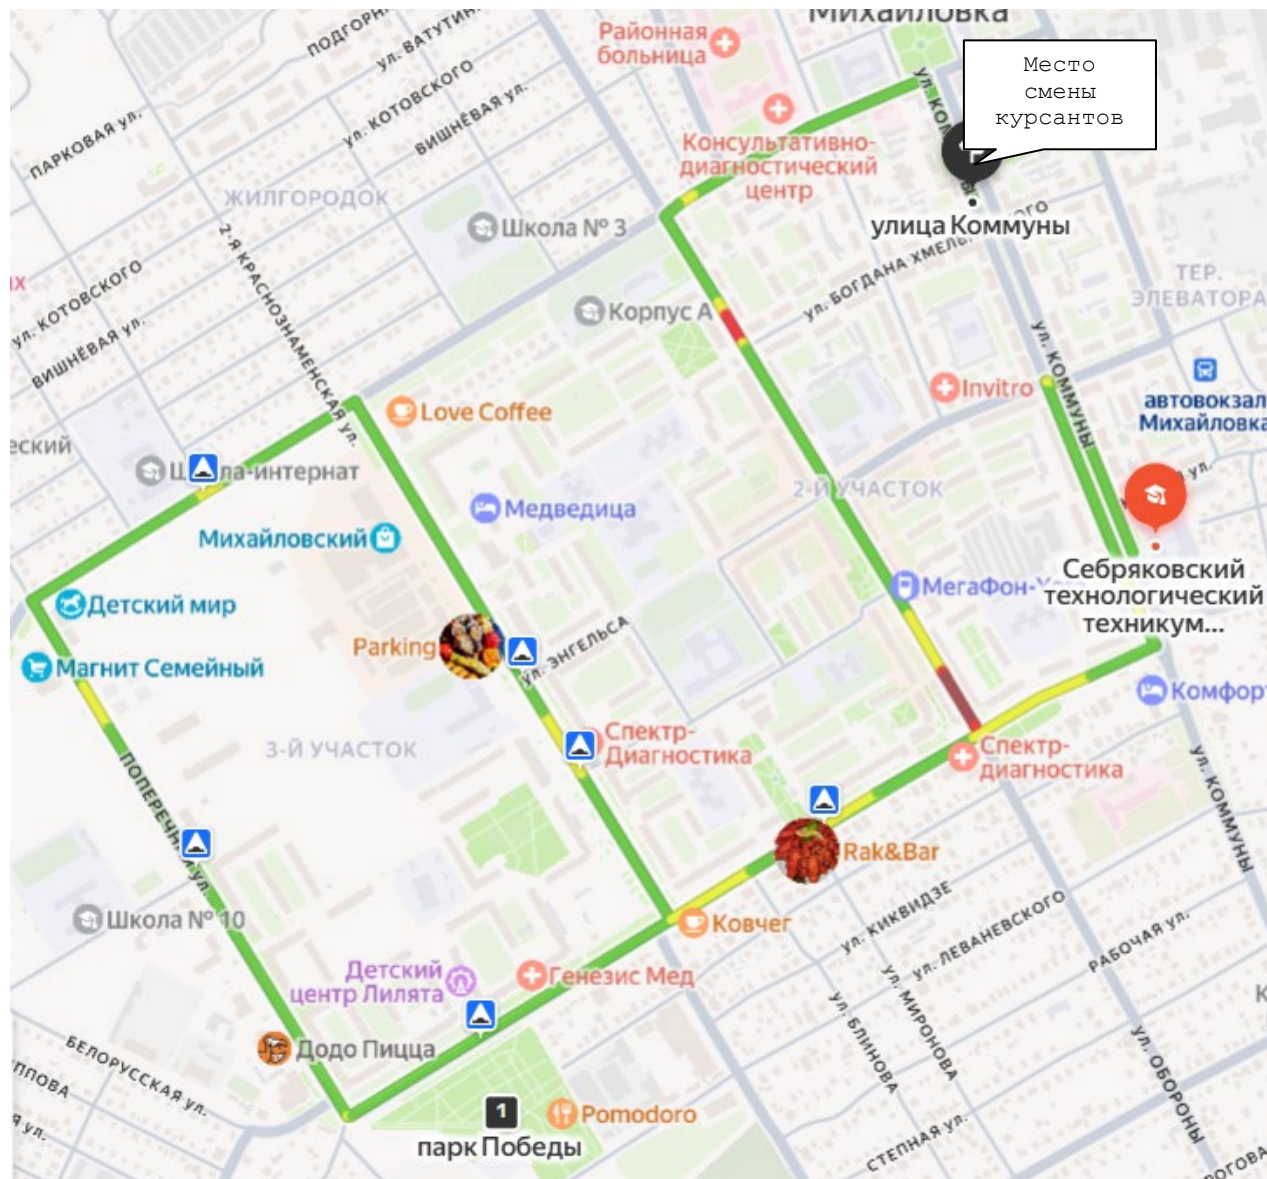 Михайловка
Место
смены
курсантов
Районная
больница
ул. ВАТУТИН
ул. КОТОВСКОГО
ВИШНЁВАЯ ул.
ПАРКОВАЯ ул.
Консультативно-
диагностический
центр
ЖИЛГОРОДОК
Школа № 3
улица Коммуны
2-Я КРАСНОЗНАМЕНСКАЯ ул.
ул. КОТОВСКОГО
ВИШНЁВАЯ ул.
ТЕР.
ЭЛЕВАТОРА
Корпус А
ул. КОММУНЫ
Invitro
автовокзал
Михайловка
Love Coffee
Медведица
2-Й УЧАСТОК
Михайловский
Детский мир
МегаФон-
Себряковский
технологический
техникум...
Parking
ул. ЭНГЕЛЬСА
Магнит Семейный
Комфорт
Спектр-
Диагностика
3-Й УЧАСТОК
Спектр-
диагностика
ПОПЕРЕЧНАЯ ул.
ул. КОММУНЫ
Rak&Bar
Школа № 10
Ковчег
ул. КИКВИДЗЕ
ул. ЛЕВАНЕВСКОГО
РАБОЧАЯ ул.
Детский
центр Лилята
Генезис Мед
ул. БЛИНОВА
ул. МИРОНОВА
ул. ОБОРОНЫ
Додо Пицца
БЕЛОРУССКАЯ ул.
1
парк Победы
Pomodoro
СТЕПНАЯ ул.